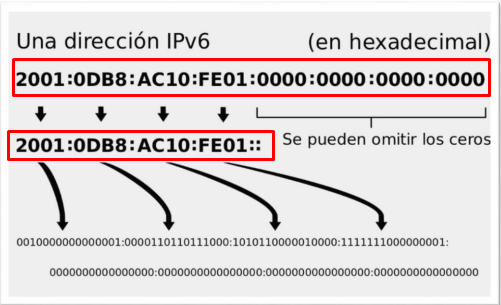 Una dirección IPv6 (en hexadecimal)
2001:0DB8:AC10:FE01:0000:0000:0000:0000
2001:0DB8:AC10:FE01::
Se pueden omitir los ceros
0010000000000001:0000110110111000:1010110000010000:1111111000000001:
0000000000000000:0000000000000000:0000000000000000:0000000000000000